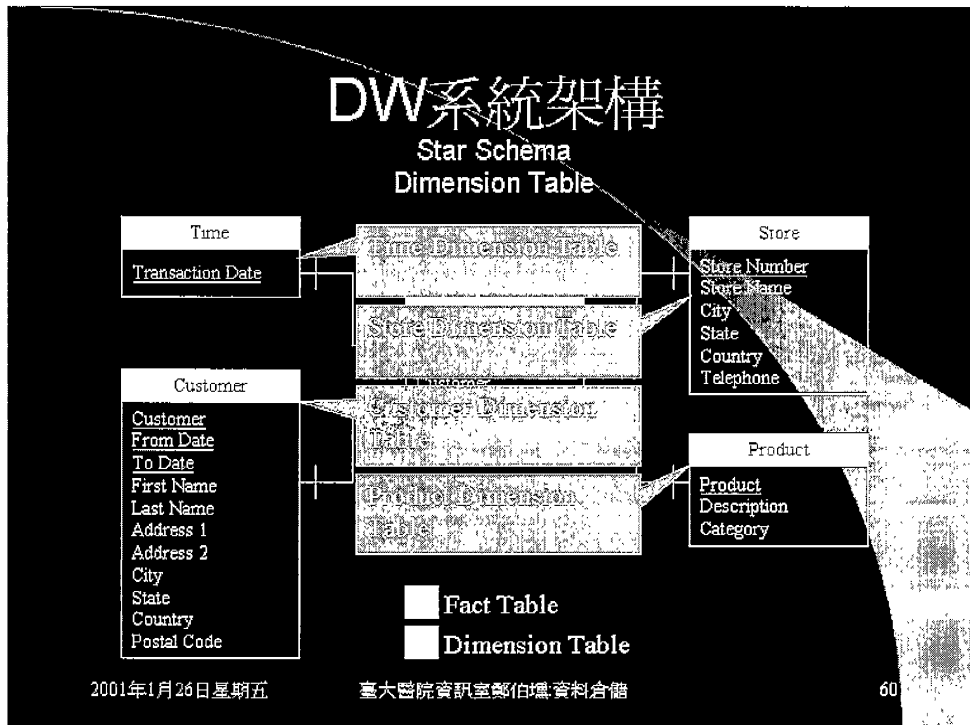 DW系統架構
Star Schema
Dimension Table
Time
Transaction Date
Time Dimension Table
Store Dimension Table
Customer
Customer Dimension
Table
Product Dimension
Table
Store
Store Number
Store Name
City
State
Country
Telephone
Customer
Customer
From Date
To Date
First Name
Last Name
Address 1
Address 2
City
State
Country
Postal Code
Product
Product
Description
Category
Fact Table
Dimension Table
2001年1月26日星期五
臺大醫院資訊室鄭伯壎:資料倉儲
60